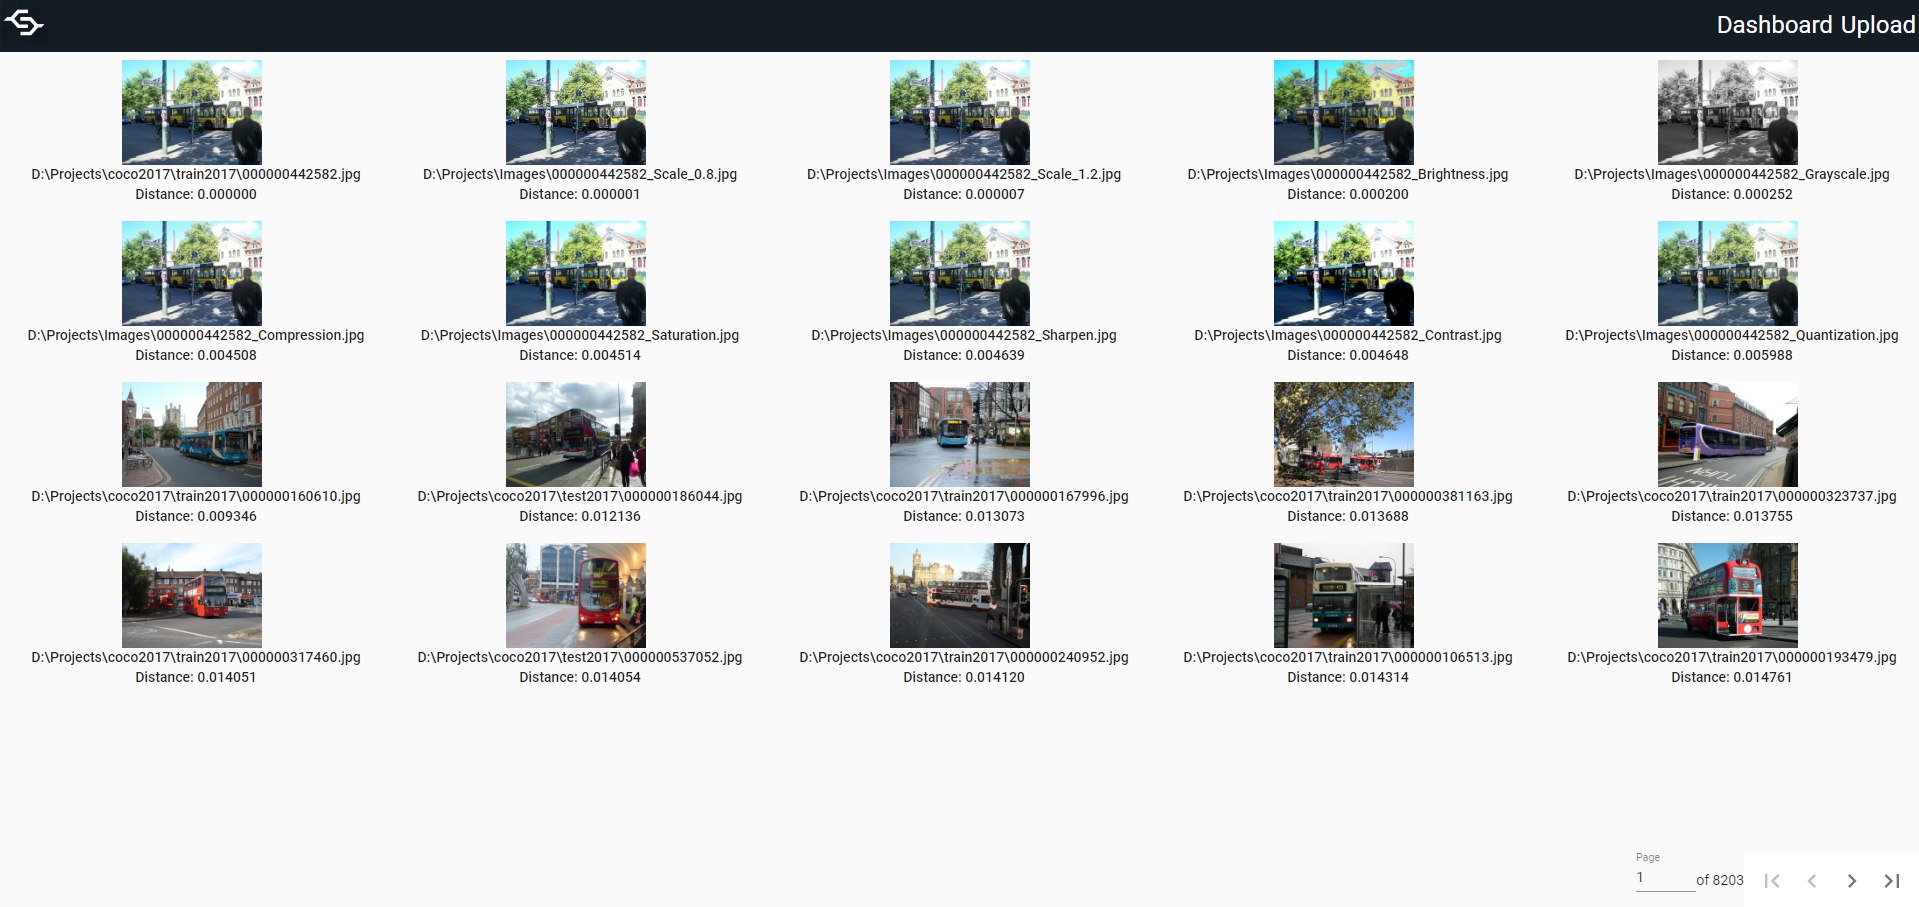 Dashboard Upload
D:\Projects\coco2017\train2017\000000442582.jpg
Distance: 0.000000
D:\Projects\Images\000000442582_Scale_0.8.jpg
Distance: 0.000001
D:\Projects\Images\000000442582_Scale_1.2.jpg
Distance: 0.000007
D:\Projects\Images\000000442582_Brightness.jpg
Distance: 0.000200
D:\Projects\Images\000000442582_Grayscale.jpg
Distance: 0.000252
D:\Projects\Images\000000442582_Compression.jpg
Distance: 0.004508
D:\Projects\Images\000000442582_Saturation.jpg
Distance: 0.004514
D:\Projects\Images\000000442582_Sharpen.jpg
Distance: 0.004639
D:\Projects\Images\000000442582_Contrast.jpg
Distance: 0.004648
D:\Projects\Images\000000442582_Quantization.jpg
Distance: 0.005988
D:\Projects\coco2017\train2017\000000160610.jpg
Distance: 0.009346
D:\Projects\coco2017\test2017\000000186044.jpg
Distance: 0.012136
D:\Projects\coco2017\train2017\000000167996.jpg
Distance: 0.013073
D:\Projects\coco2017\train2017\000000381163.jpg
Distance: 0.013688
D:\Projects\coco2017\train2017\000000323737.jpg
Distance: 0.013755
D:\Projects\coco2017\train2017\000000317460.jpg
Distance: 0.014051
D:\Projects\coco2017\test2017\000000537052.jpg
Distance: 0.014054
D:\Projects\coco2017\train2017\000000240952.jpg
Distance: 0.014120
D:\Projects\coco2017\train2017\000000106513.jpg
Distance: 0.014314
D:\Projects\coco2017\train2017\000000193479.jpg
Distance: 0.014761
Page
1 of 8203